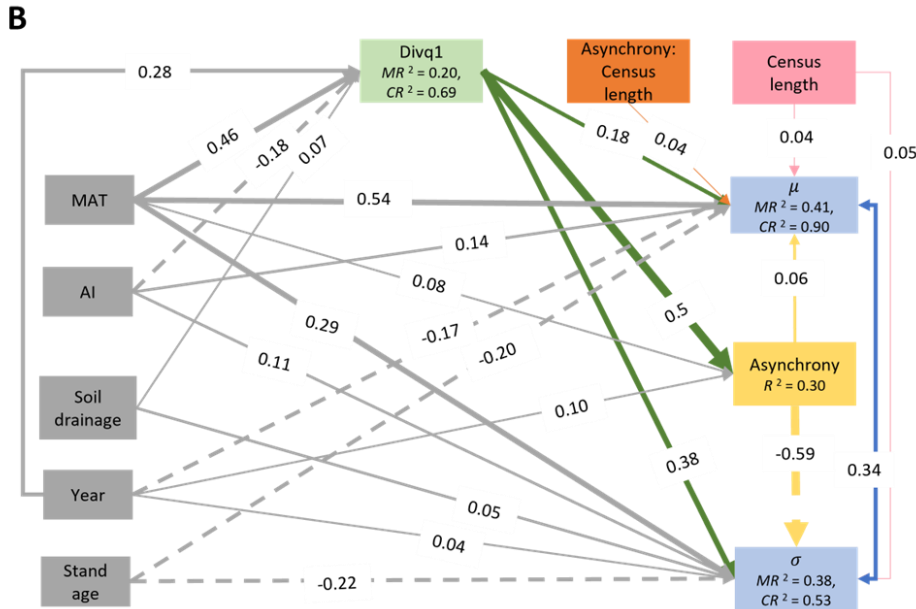 B
Divq1
MR² = 0.20,
CR² = 0.69
Asynchrony:
Census
length
Census
length
0.28
0.46
-0.18
0.07
0.18
0.04
0.04
0.05
MAT
0.54
μ
MR² = 0.41,
CR² = 0.90
0.14
AI
0.08
0.06
0.29
0.5
-0.17
0.11
-0.20
Asynchrony
R² = 0.30
Soil
drainage
0.10
0.38
-0.59
0.34
Year
0.05
0.04
Stand
age
-0.22
σ
MR² = 0.38,
CR² = 0.53